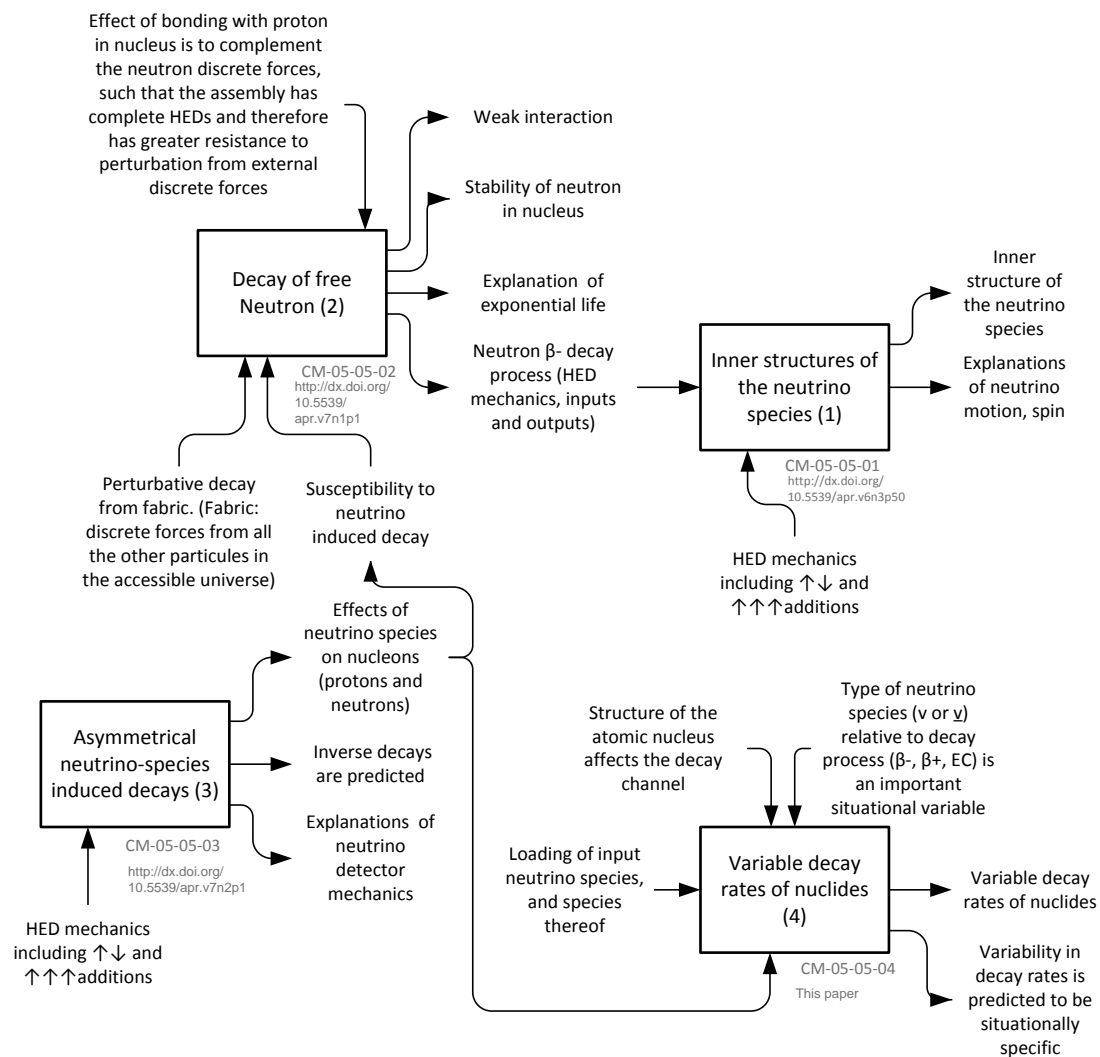 Effect of bonding with proton
in nucleus is to complement
the neutron discrete forces,
such that the assembly has
complete HEDs and therefore
has greater resistance to
perturbation from external
discrete forces
Weak interaction
Stability of neutron
in nucleus
Decay of free
Neutron (2)
Explanation of
exponential life
CM-05-05-02
http://dx.doi.org/
10.5539/
apr.v7n1p1
Neutron β- decay
process (HED
mechanics, inputs
and outputs)
Inner structures of
the neutrino
species (1)
Inner
structure of
the neutrino
species
Explanations
of neutrino
motion, spin
CM-05-05-01
http://dx.doi.org/
10.5539/apr.v6n3p50
Perturbative decay
from fabric. (Fabric:
discrete forces from all
the other particules in
the accessible universe)
Susceptibility to
neutrino
induced decay
HED mechanics
including ↑↓ and
↑↑↑additions
Effects of
neutrino species
on nucleons
(protons and
neutrons)
Asymmetrical
neutrino-species
induced decays (3)
Inverse decays
are predicted
CM-05-05-03
http://dx.doi.org/
10.5539/apr.v7n2p1
Explanations of
neutrino
detector
mechanics
HED mechanics
including ↑↓ and
↑↑↑additions
Structure of the
atomic nucleus
affects the decay
channel
Type of neutrino
species (v or v) 
relative to decay
process (β-, β+, EC) is
an important
situational variable
Loading of input
neutrino species,
and species
thereof
Variable decay
rates of nuclides
(4)
CM-05-05-04
This paper
Variable decay
rates of nuclides
Variability in
decay rates is
predicted to be
situationally
specific